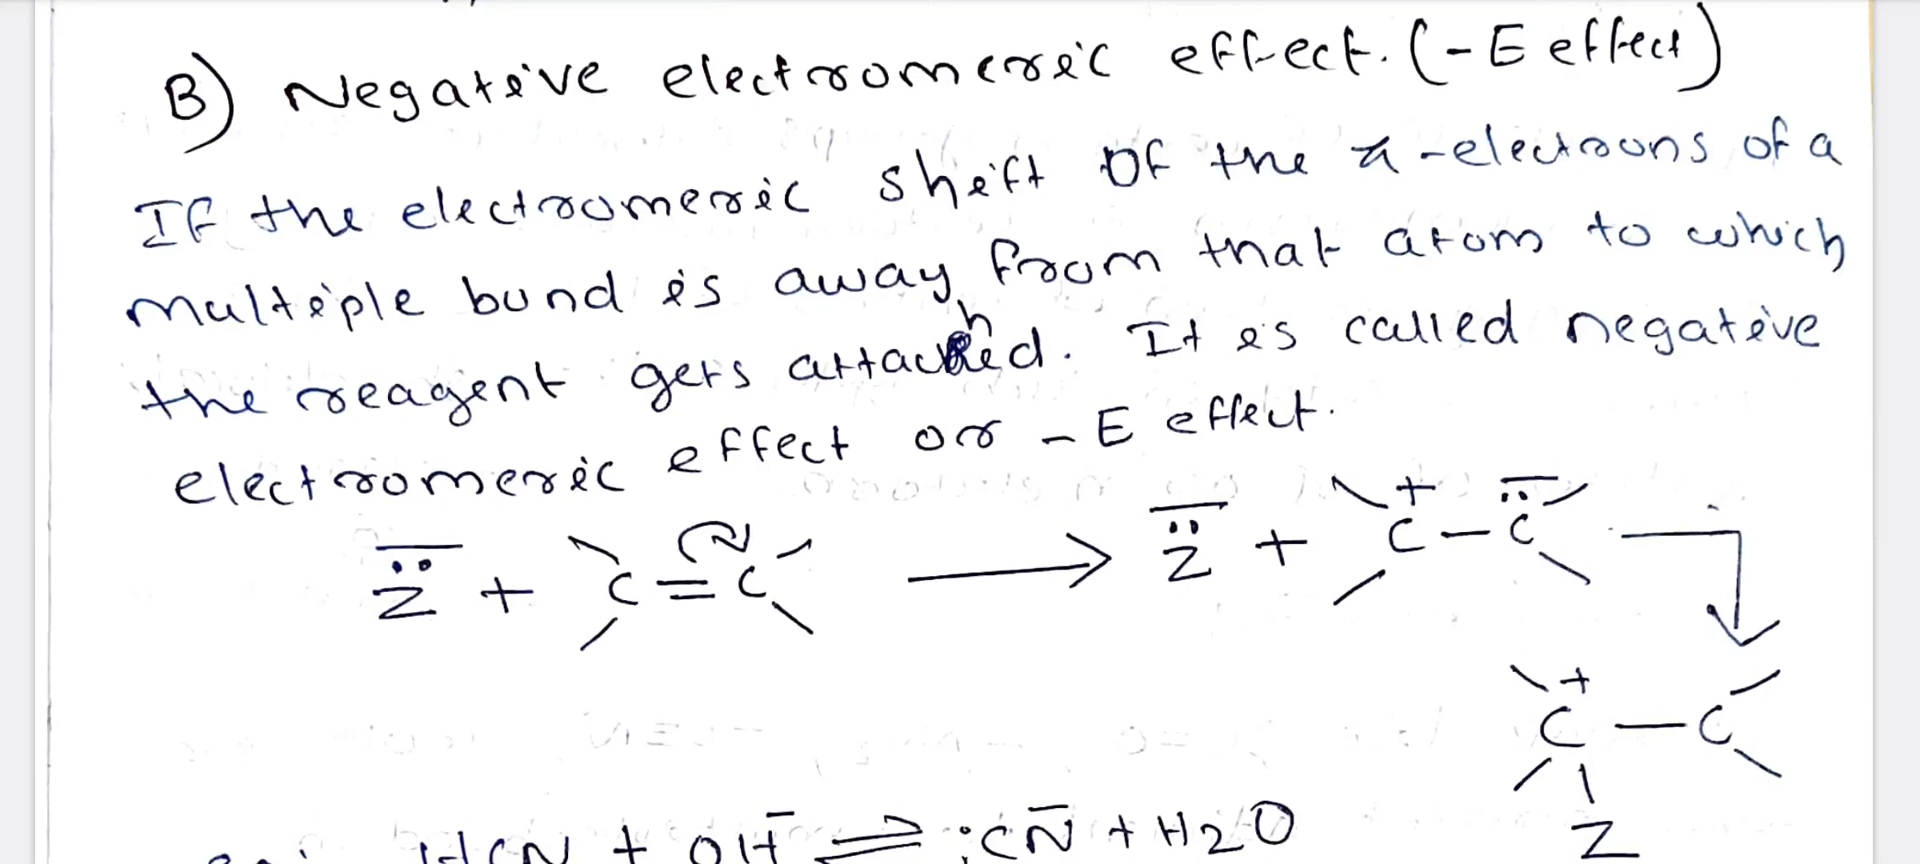 B) Negative electromeric effect. (-E effect)
If the electromeric shift of the π-electrons of a
multiple bond is away from that atom to which
the reagent gets attached. It is called negative
electromeric effect or -E effect.
Z̄: + C=C → Z̄: + C⁺-C̄:
C⁺-C
Z
HCN + OH⁻ ⇌ :CN̄ + H2O